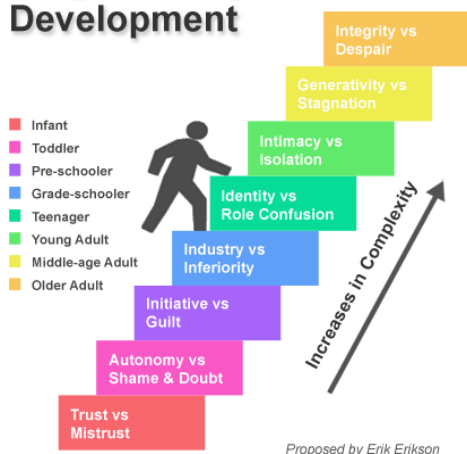 Development
Integrity vs
Despair
Generativity vs
Stagnation
Intimacy vs
Isolation
Identity vs
Role Confusion
Industry vs
Inferiority
Initiative vs
Guilt
Autonomy vs
Shame & Doubt
Trust vs
Mistrust
Infant
Toddler
Pre-schooler
Grade-schooler
Teenager
Young Adult
Middle-age Adult
Older Adult
Increases in Complexity
Proposed by Erik Erikson